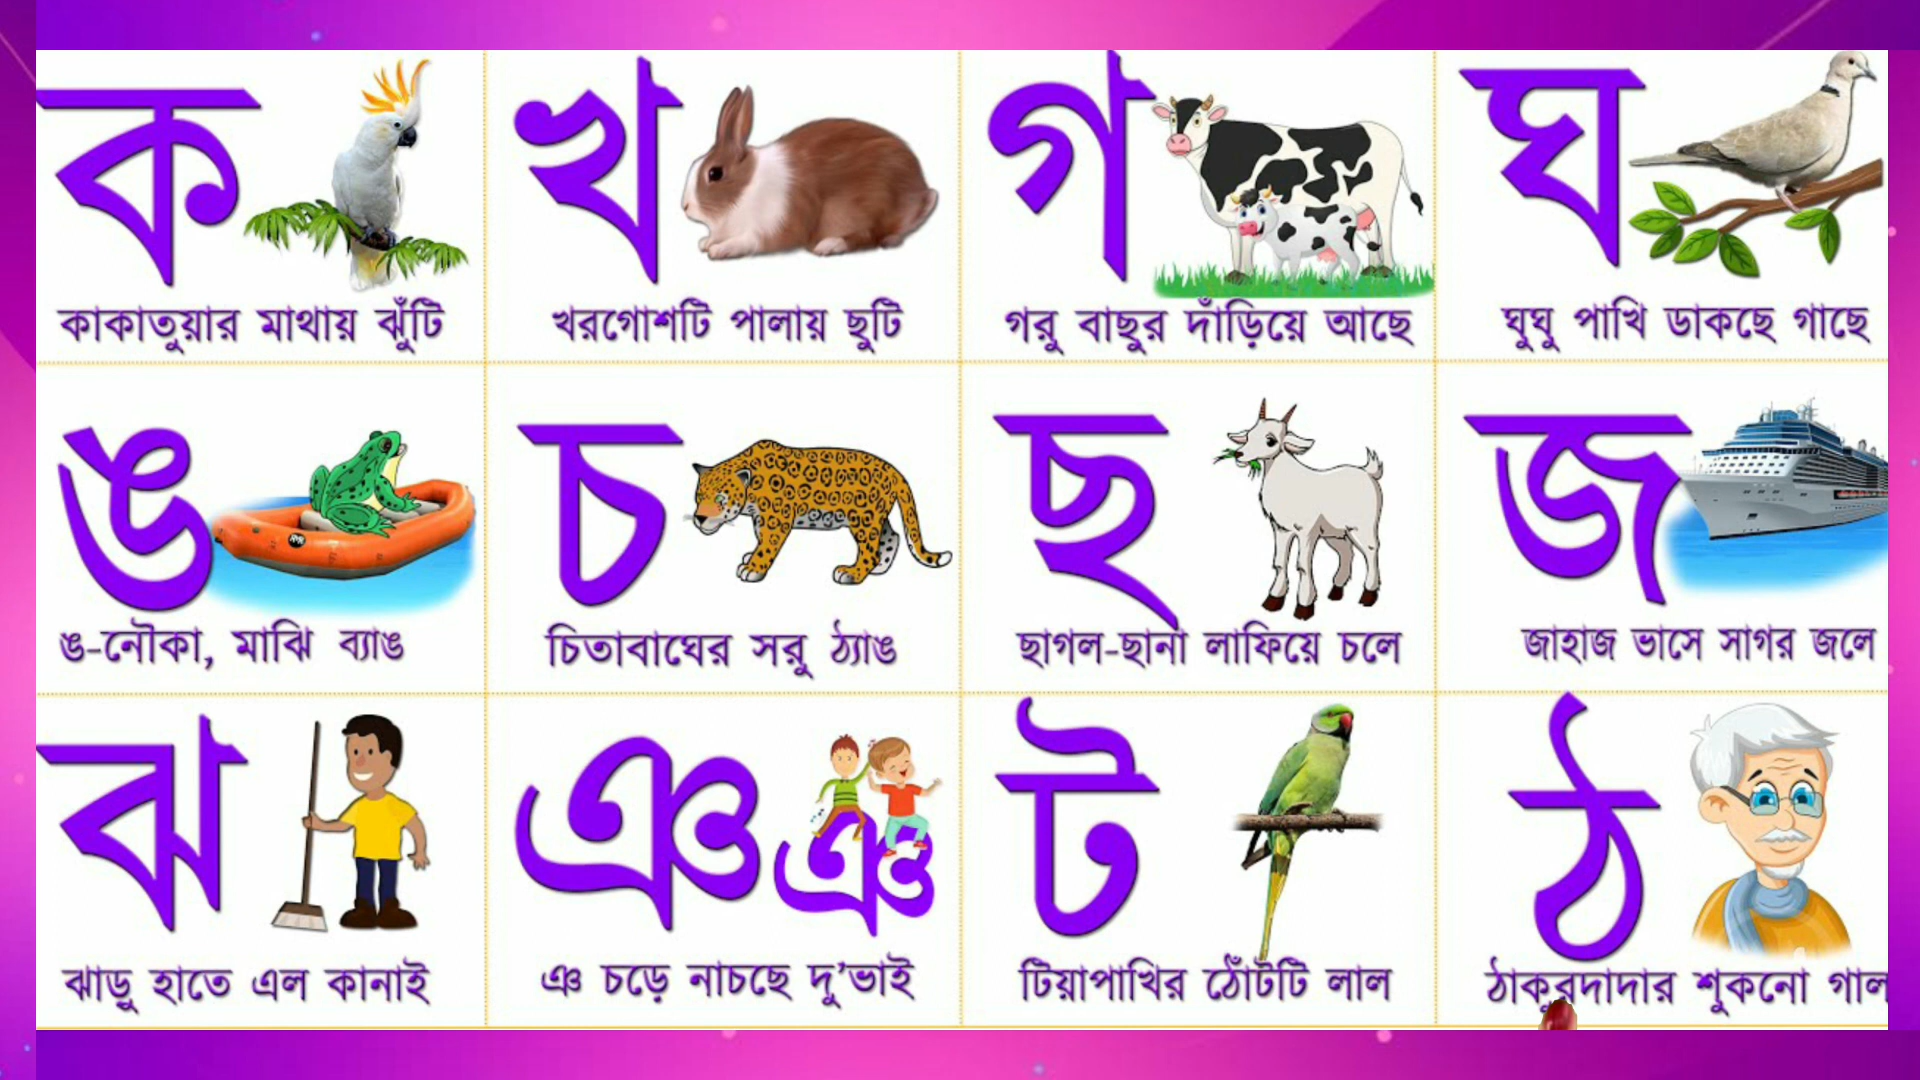 ক
কাকাতুয়ার মাথায় ঝুঁটি
খ
খরগোশটি পালায় ছুটি
গ
গরু বাছুর দাঁড়িয়ে আছে
ঘ
ঘুঘু পাখি ডাকছে গাছে
ঙ
ঙ-নৌকা, মাঝি ব্যাঙ
চ
চিতাবাঘের সরু ঠ্যাঙ
ছ
ছাগল-ছানা লাফিয়ে চলে
জ
জাহাজ ভাসে সাগর জলে
ঝ
ঝাড়ু হাতে এল কানাই
ঞ
ঞ
ঞ চড়ে নাচছে দু'ভাই
ট
টিয়াপাখির ঠোঁটটি লাল
ঠ
ঠাকুরদাদার শুকনো গাল